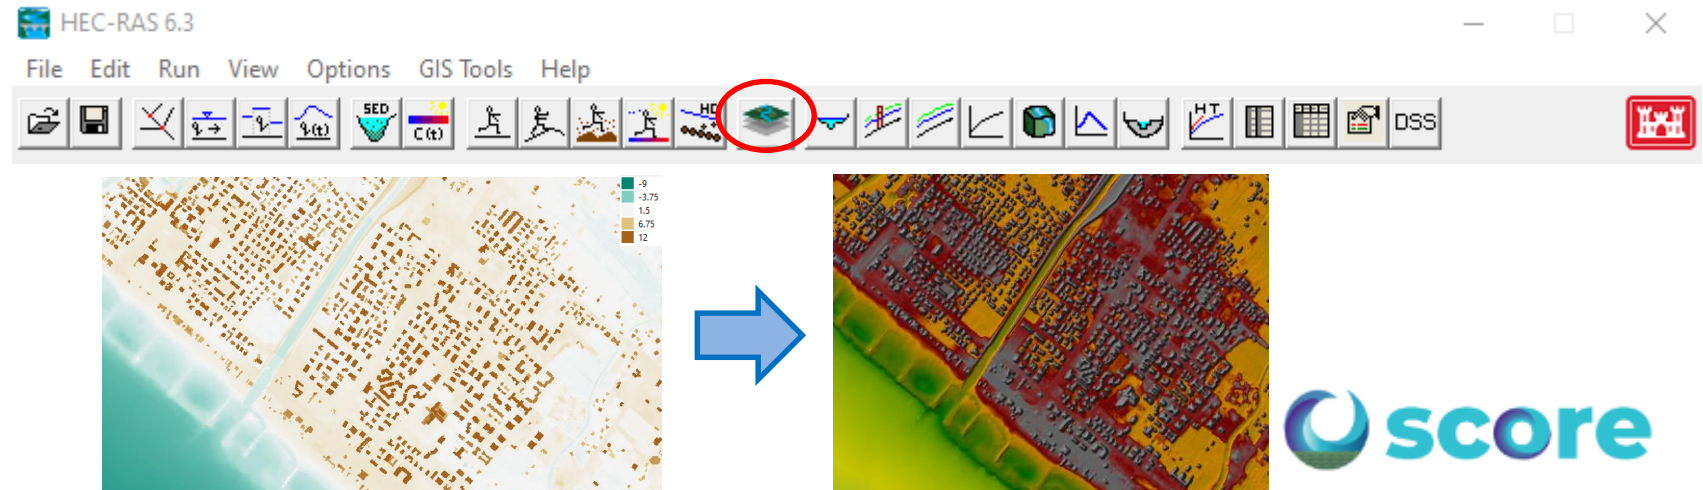 HEC-RAS 6.3
File Edit Run View Options GIS Tools Help
SED
C (t)
HD
HT
DSS
-9
-3.75
1.5
6.75
12
score